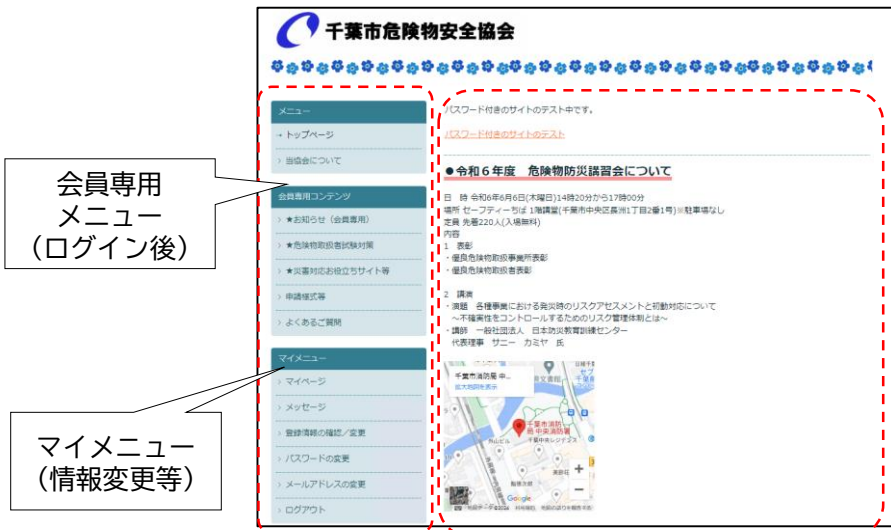 千葉市危険物安全協会
会員専用
メニュー
（ログイン後）
マイメニュー
（情報変更等）
メニュー
→ トップページ
› 当協会について
会員専用コンテンツ
› ★お知らせ（会員専用）
› ★危険物取扱者試験対策
› ★災害対応お役立ちサイト等
› 申請様式等
› よくあるご質問
マイメニュー
› マイページ
› メッセージ
› 登録情報の確認／変更
› パスワードの変更
› メールアドレスの変更
› ログアウト
パスワード付きのサイトのテスト中です。
パスワード付きのサイトのテスト
●令和６年度　危険物防災講習会について
日　時 令和6年6月6日(木曜日)14時20分から17時00分
場所 セーフティーちば 1階講堂(千葉市中央区長洲1丁目2番1号)※駐車場なし
定員 先着220人(入場無料)
内容
1　表彰
・優良危険物取扱事業所表彰
・優良危険物取扱者表彰
2　講演
・演題　各種事業における発災時のリスクアセスメントと初動対応について
～不確実性をコントロールするためのリスク管理体制とは～
・講師　一般社団法人　日本防災教育訓練センター
代表理事　サニー　カミヤ　氏
千葉市消防局 中...
拡大地図を表示
千葉市消防
局 中央消防署
千葉中央レジデンス
Google
+
−